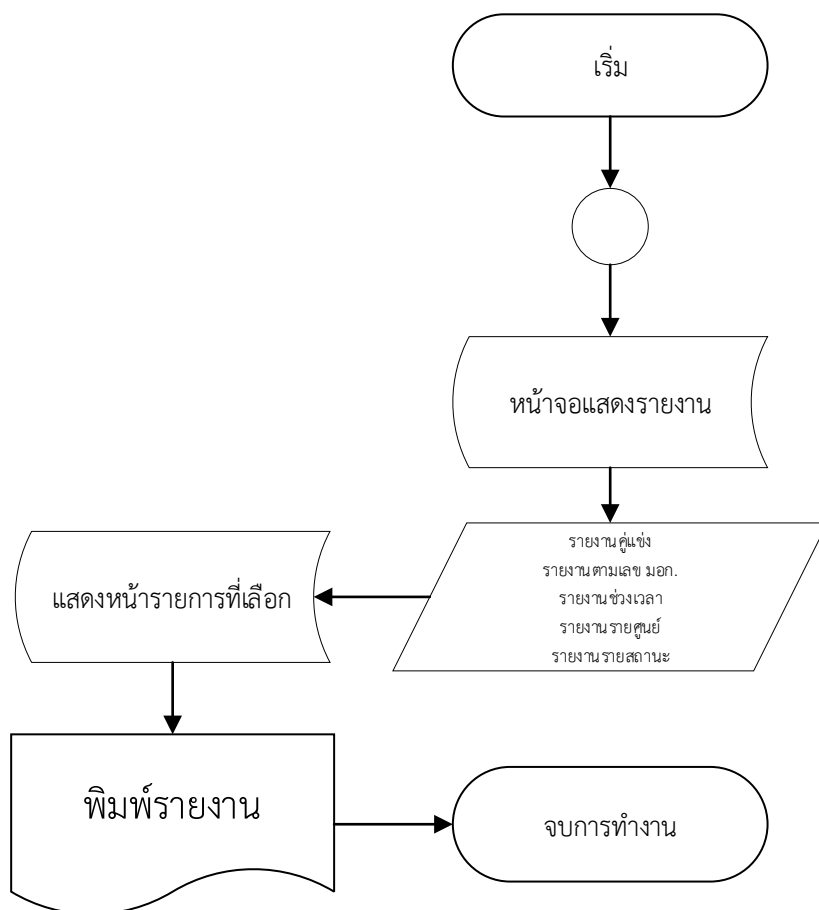 เริ่ม
หน้าจอแสดงรายงาน
รายงานคู่แข่ง
รายงานตามเลข มอก.
รายงานช่วงเวลา
รายงานรายศูนย์
รายงานรายสถานะ
แสดงหน้ารายการที่เลือก
พิมพ์รายงาน
จบการทำงาน